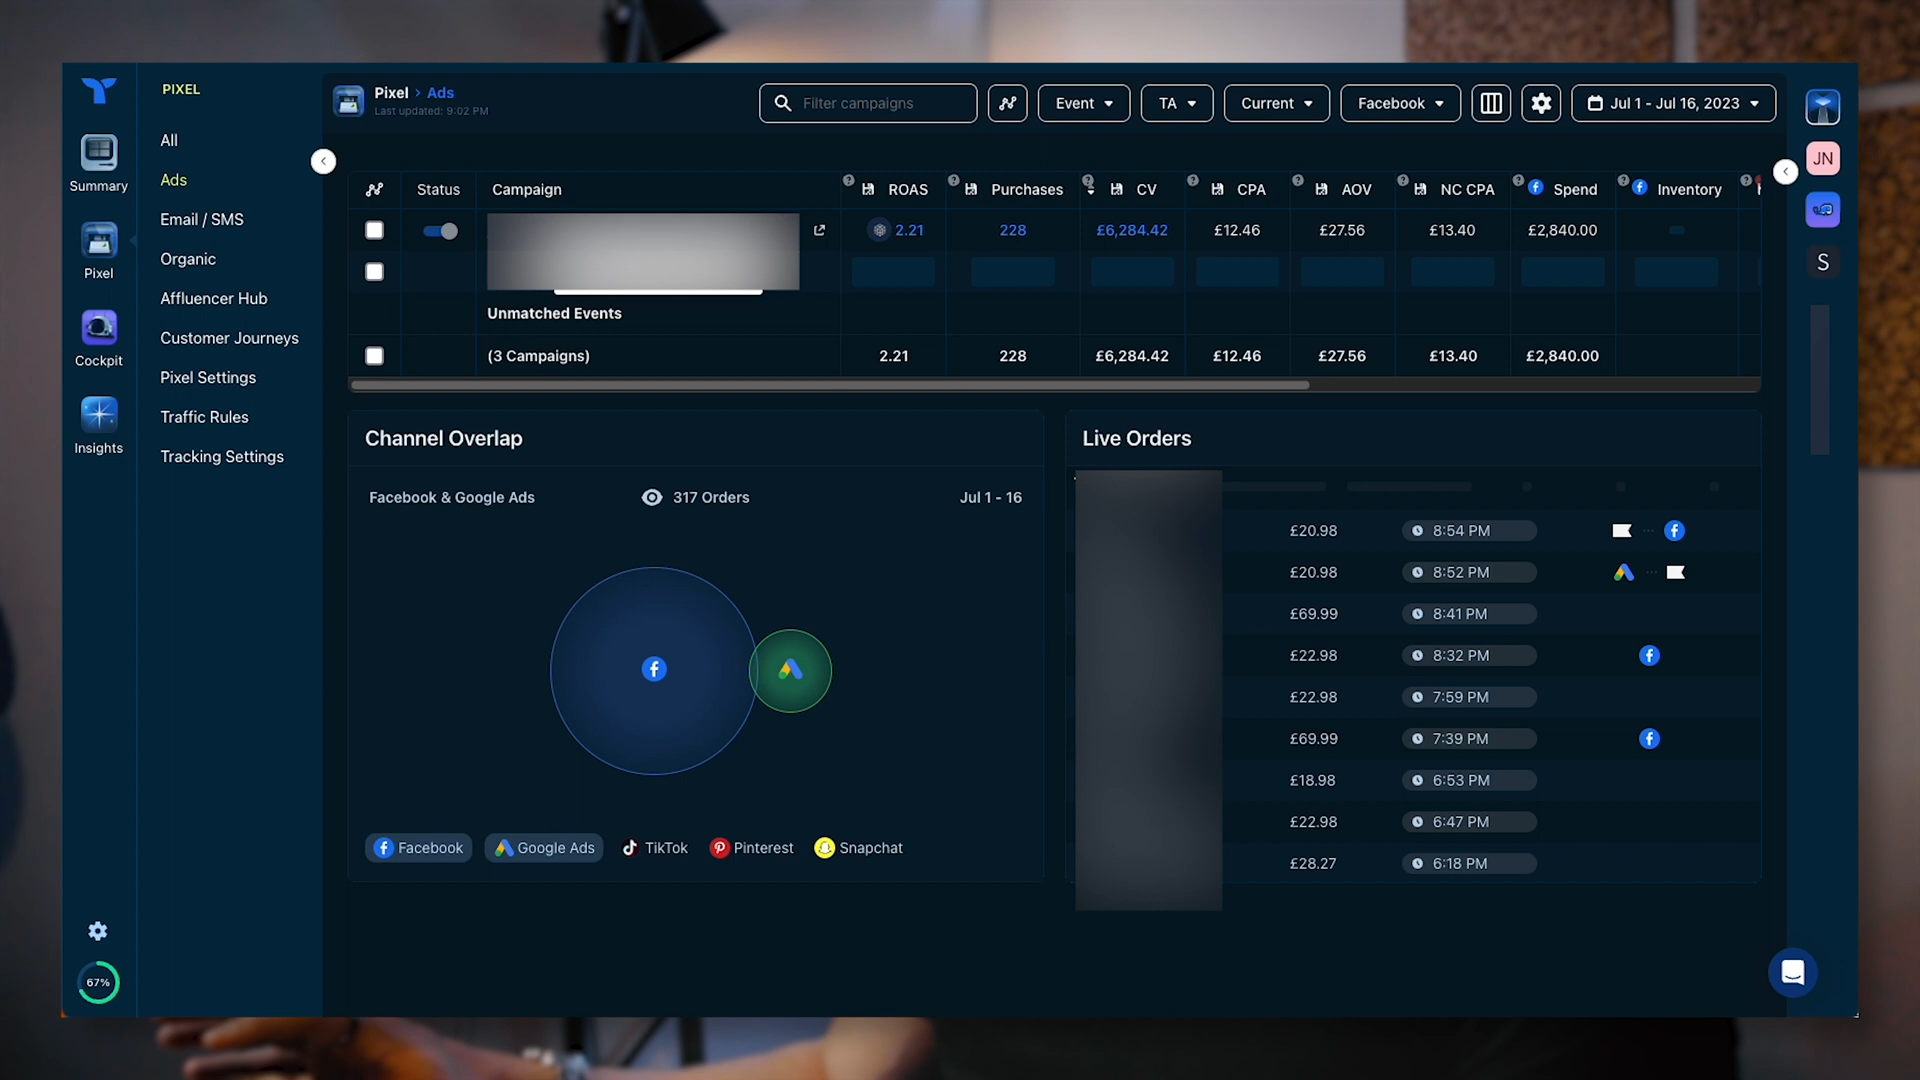 PIXEL
All
Ads
Email / SMS
Organic
Affluencer Hub
Customer Journeys
Pixel Settings
Traffic Rules
Tracking Settings
Summary
Pixel
Cockpit
Insights
67%
Pixel > Ads
Last updated: 9:02 PM
Filter campaigns
Event
TA
Current
Facebook
Jul 1 - Jul 16, 2023
JN
S
Status Campaign ROAS Purchases CV CPA AOV NC CPA Spend Inventory
2.21 228 £6,284.42 £12.46 £27.56 £13.40 £2,840.00
Unmatched Events
(3 Campaigns) 2.21 228 £6,284.42 £12.46 £27.56 £13.40 £2,840.00
Channel Overlap
Facebook & Google Ads 317 Orders Jul 1 - 16
Facebook Google Ads TikTok Pinterest Snapchat
Live Orders
£20.98 8:54 PM
£20.98 8:52 PM
£69.99 8:41 PM
£22.98 8:32 PM
£22.98 7:59 PM
£69.99 7:39 PM
£18.98 6:53 PM
£22.98 6:47 PM
£28.27 6:18 PM